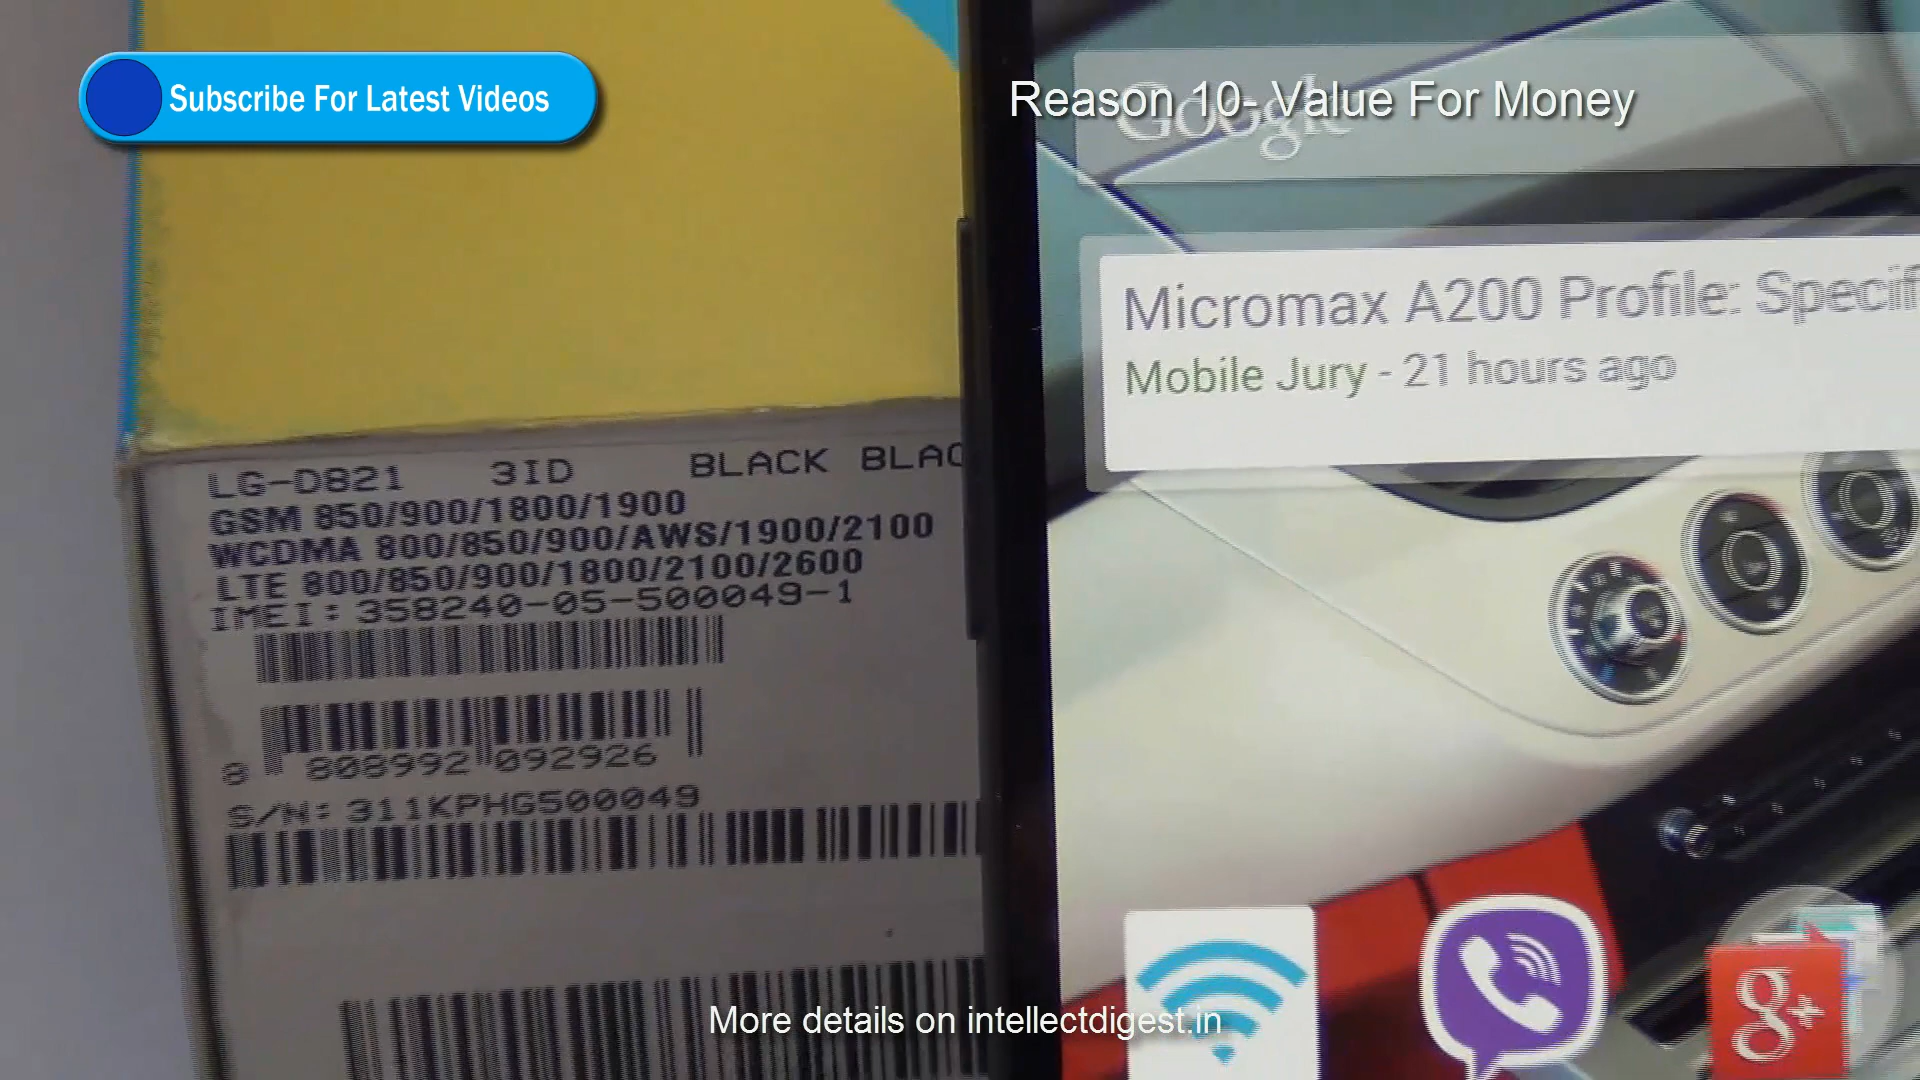 Subscribe For Latest Videos
Reason 10- Value For Money
Google
Micromax A200 Profile: Specif
Mobile Jury - 21 hours ago
LG-D821 3ID BLACK BLAC
GSM 850/900/1800/1900
WCDMA 800/850/900/AWS/1900/2100
LTE 800/850/900/1800/2100/2600
IMEI: 358240-05-500049-1
8 808992 092926
S/N: 311KPHG500049
g+
More details on intellectdigest.in